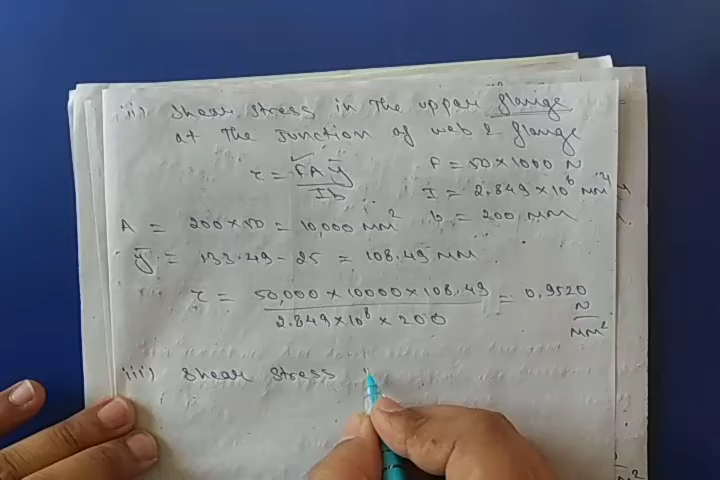 iii) Shear stress in The upper flange
at The Junction of web & flange
τ = FAȳ / Ib
F = 50×1000 N
I = 2.849×10⁶ MM⁴
b = 200 MM
A = 200×50 = 10,000 MM²
ȳ = 133.49 - 25 = 108.49 MM
τ = 50,000×10000×108.49 / 2.849×10⁸×200 = 0.9520 N/MM²
iii) Shear stress